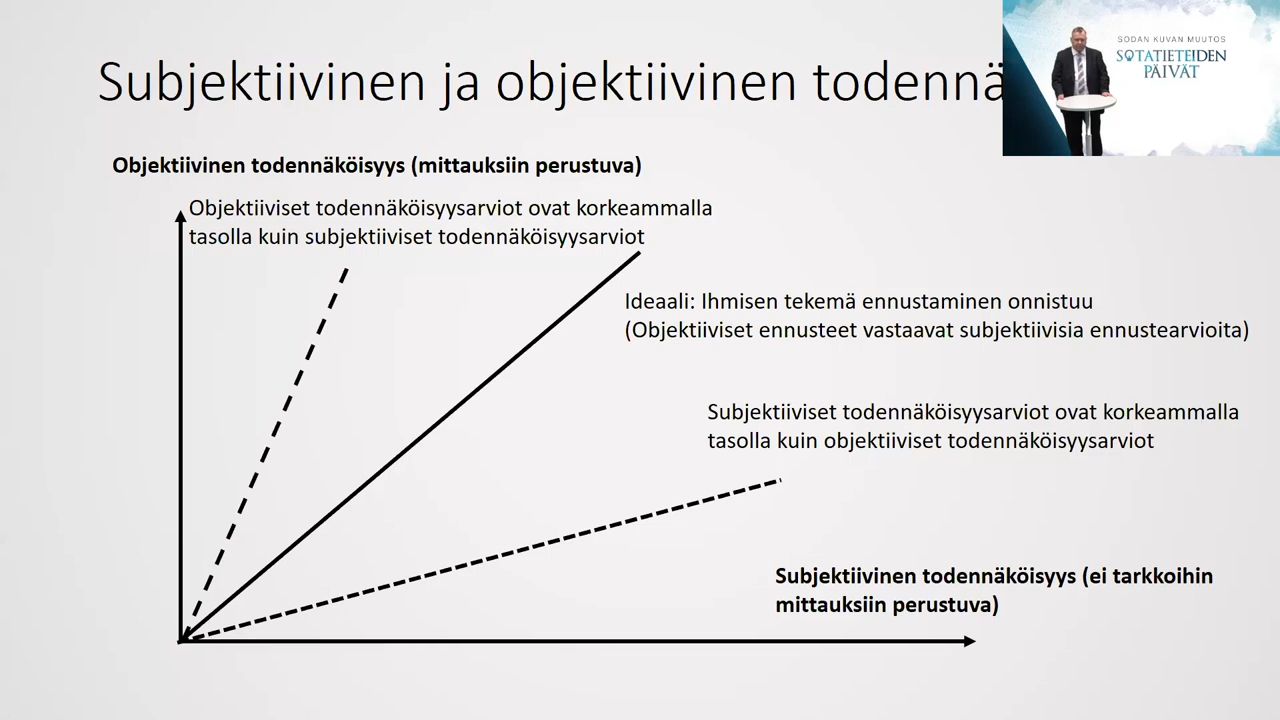 Subjektiivinen ja objektiivinen
SODAN KUVAN MUUTOS
SOTATIETEIDEN
PÄIVÄT
Objektiivinen todennäköisyys (mittauksiin perustuva)
Objektiiviset todennäköisyysarviot ovat korkeammalla
tasolla kuin subjektiiviset todennäköisyysarviot
Ideaali: Ihmisen tekemä ennustaminen onnistuu
(Objektiiviset ennusteet vastaavat subjektiivisia ennustearvioita)
Subjektiiviset todennäköisyysarviot ovat korkeammalla
tasolla kuin objektiiviset todennäköisyysarviot
Subjektiivinen todennäköisyys (ei tarkkoihin
mittauksiin perustuva)